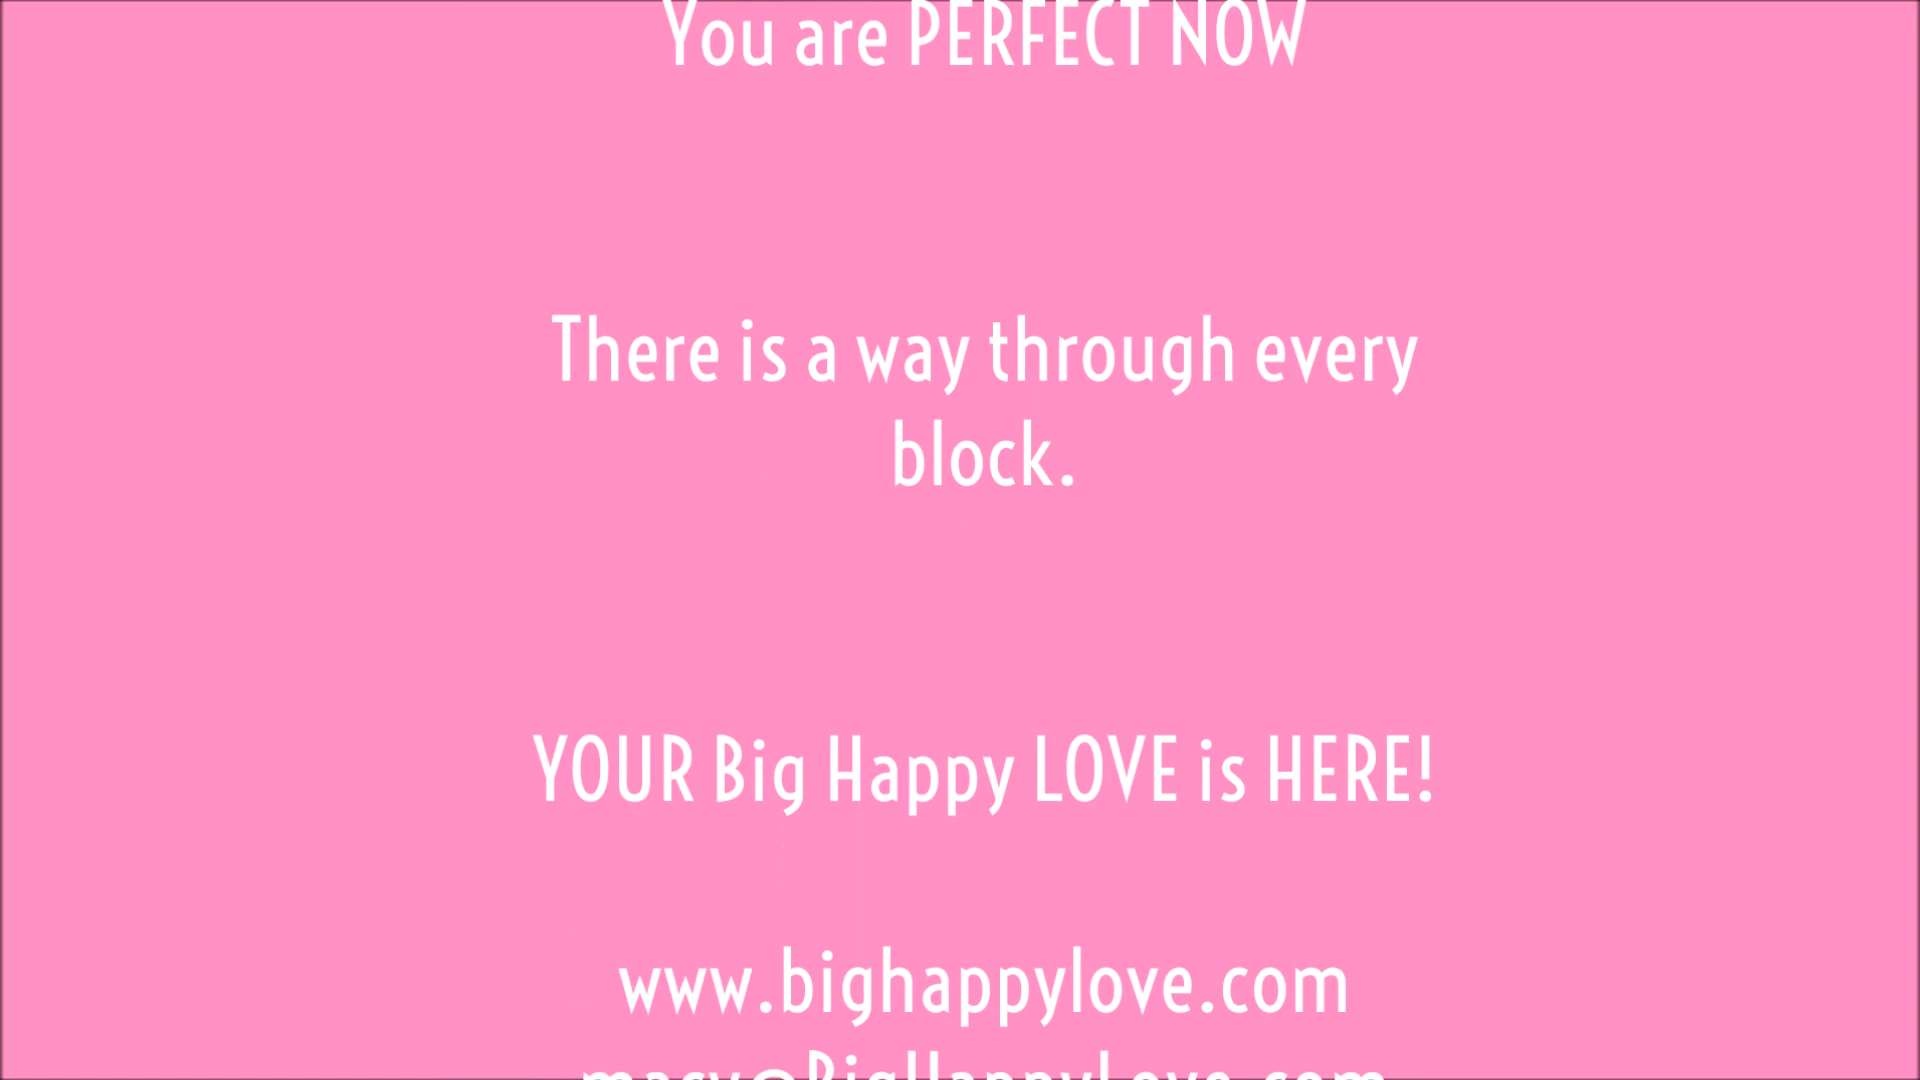 You are PERFECT NOW
There is a way through every
block.
YOUR Big Happy LOVE is HERE!
www.bighappylove.com